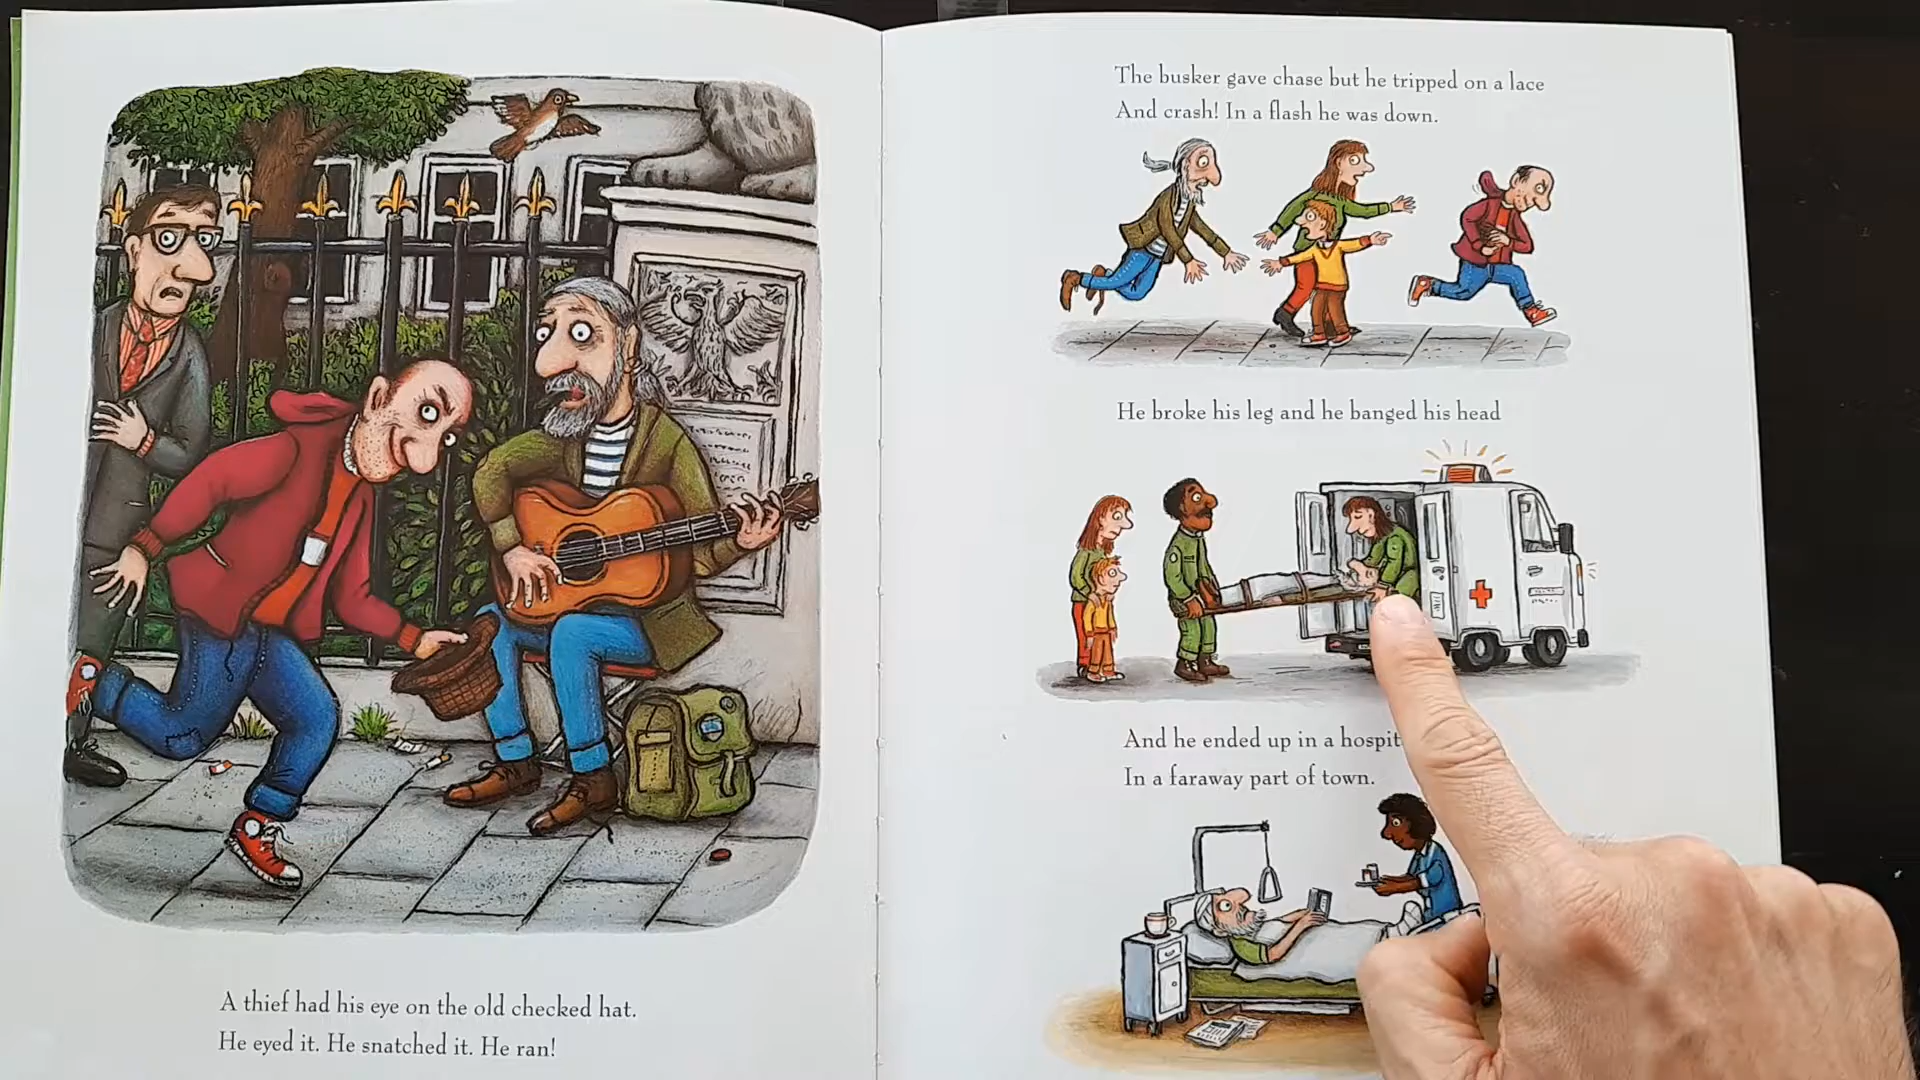 A thief had his eye on the old checked hat.
He eyed it. He snatched it. He ran!
The busker gave chase but he tripped on a lace
And crash! In a flash he was down.
He broke his leg and he banged his head
And he ended up in a hospit
In a faraway part of town.